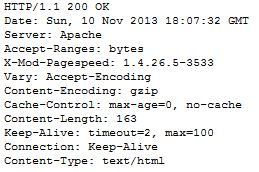 HTTP/1.1 200 OK
Date: Sun, 10 Nov 2013 18:07:32 GMT
Server: Apache
Accept-Ranges: bytes
X-Mod-Pagespeed: 1.4.26.5-3533
Vary: Accept-Encoding
Content-Encoding: gzip
Cache-Control: max-age=0, no-cache
Content-Length: 163
Keep-Alive: timeout=2, max=100
Connection: Keep-Alive
Content-Type: text/html